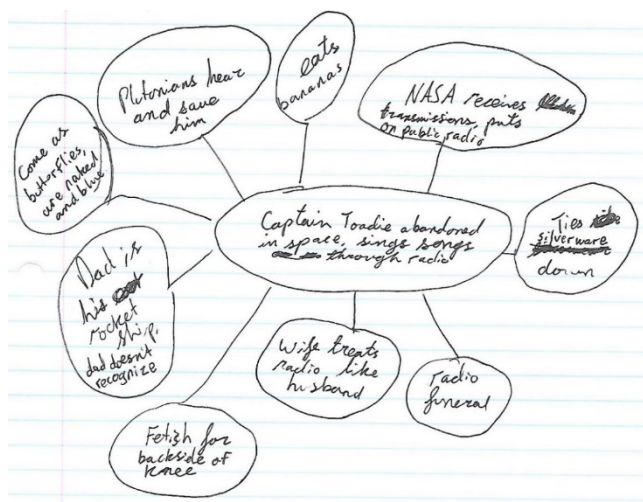 Plutonians hear
and save
him
eats
bananas
NASA receives
transmissions, puts
on public radio
Come as
butterflies,
are naked
and blue
Captain Toadie abandoned
in space, sings songs
through radio
Ties
silverware
down
Dad is
his
rocket
ship.
dad doesn't
recognize
Wife treats
radio like
husband
radio
funeral
Fetish for
backside of
knee